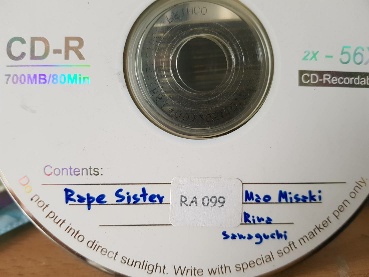 CD-R
700MB/80Min
2X - 56X
CD-Recordable
Contents:
Rape Sister
RA 099
Mao Misaki
Rina
Sawaguchi
Do not put into direct sunlight. Write with special soft marker pen only.